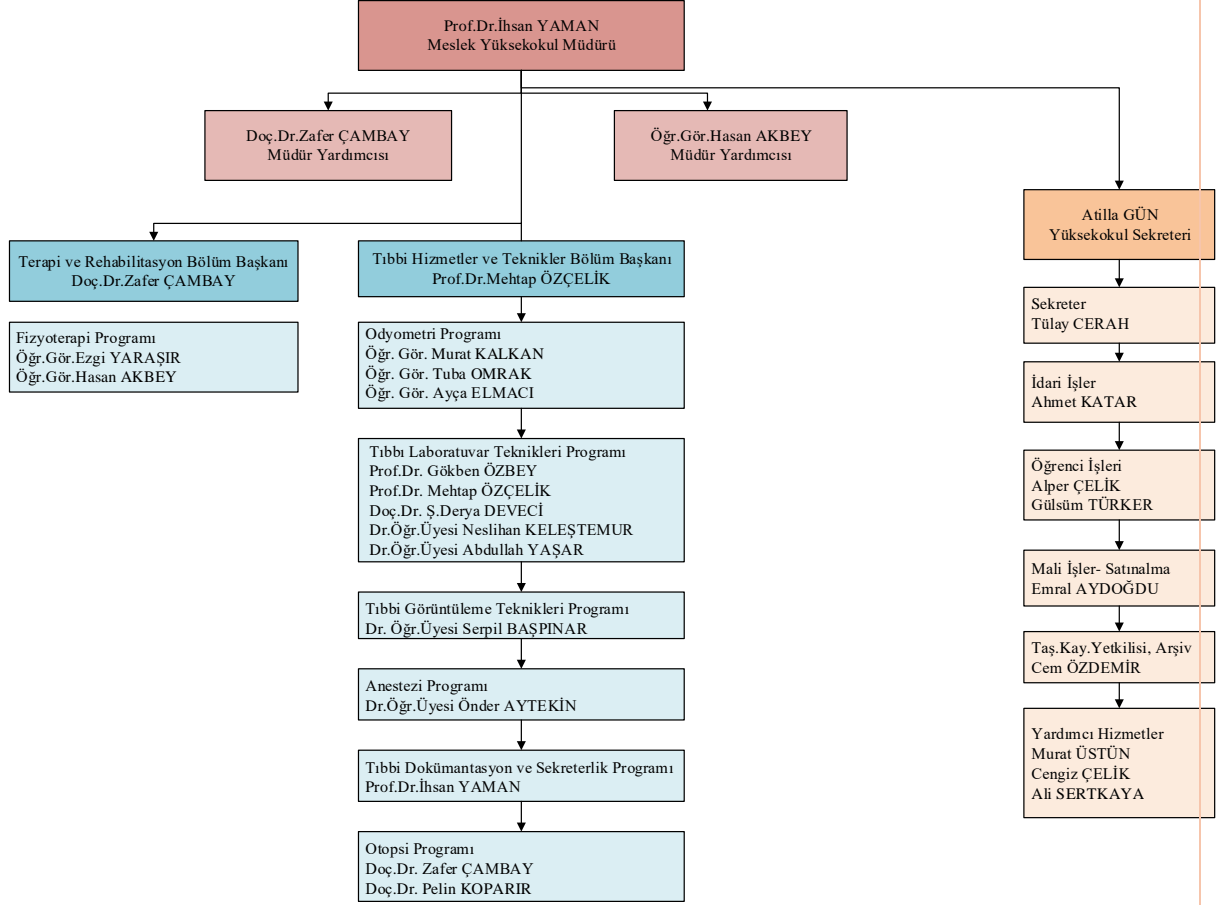 Prof.Dr.İhsan YAMAN
Meslek Yüksekokul Müdürü
Doç.Dr.Zafer ÇAMBAY
Müdür Yardımcısı
Öğr.Gör.Hasan AKBEY
Müdür Yardımcısı
Atilla GÜN
Yüksekokul Sekreteri
Terapi ve Rehabilitasyon Bölüm Başkanı
Doç.Dr.Zafer ÇAMBAY
Tıbbi Hizmetler ve Teknikler Bölüm Başkanı
Prof.Dr.Mehtap ÖZÇELİK
Fizyoterapi Programı
Öğr.Gör.Ezgi YARAŞIR
Öğr.Gör.Hasan AKBEY
Odyometri Programı
Öğr. Gör. Murat KALKAN
Öğr. Gör. Tuba OMRAK
Öğr. Gör. Ayça ELMACI
Tıbbı Laboratuvar Teknikleri Programı
Prof.Dr. Gökben ÖZBEY
Prof.Dr. Mehtap ÖZÇELİK
Doç.Dr. Ş.Derya DEVECİ
Dr.Öğr.Üyesi Neslihan KELEŞTEMUR
Dr.Öğr.Üyesi Abdullah YAŞAR
Tıbbi Görüntüleme Teknikleri Programı
Dr. Öğr.Üyesi Serpil BAŞPINAR
Anestezi Programı
Dr.Öğr.Üyesi Önder AYTEKİN
Tıbbi Dokümantasyon ve Sekreterlik Programı
Prof.Dr.İhsan YAMAN
Otopsi Programı
Doç.Dr. Zafer ÇAMBAY
Doç.Dr. Pelin KOPARIR
Sekreter
Tülay CERAH
İdari İşler
Ahmet KATAR
Öğrenci İşleri
Alper ÇELİK
Gülsüm TÜRKER
Mali İşler- Satınalma
Emral AYDOĞDU
Taş.Kay.Yetkilisi, Arşiv
Cem ÖZDEMİR
Yardımcı Hizmetler
Murat ÜSTÜN
Cengiz ÇELİK
Ali SERTKAYA